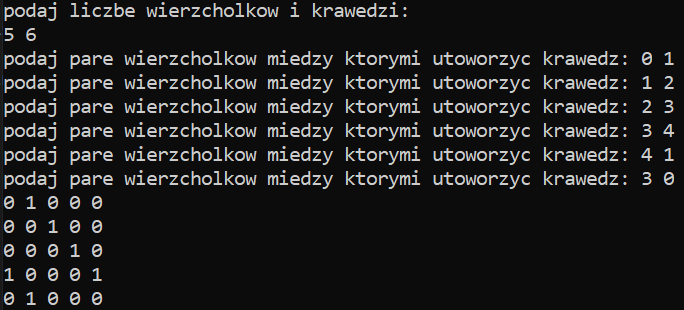 podaj liczbe wierzcholkow i krawedzi:
5 6
podaj pare wierzcholkow miedzy ktorymi utoworzyc krawedz: 0 1
podaj pare wierzcholkow miedzy ktorymi utoworzyc krawedz: 1 2
podaj pare wierzcholkow miedzy ktorymi utoworzyc krawedz: 2 3
podaj pare wierzcholkow miedzy ktorymi utoworzyc krawedz: 3 4
podaj pare wierzcholkow miedzy ktorymi utoworzyc krawedz: 4 1
podaj pare wierzcholkow miedzy ktorymi utoworzyc krawedz: 3 0
0 1 0 0 0
0 0 1 0 0
0 0 0 1 0
1 0 0 0 1
0 1 0 0 0